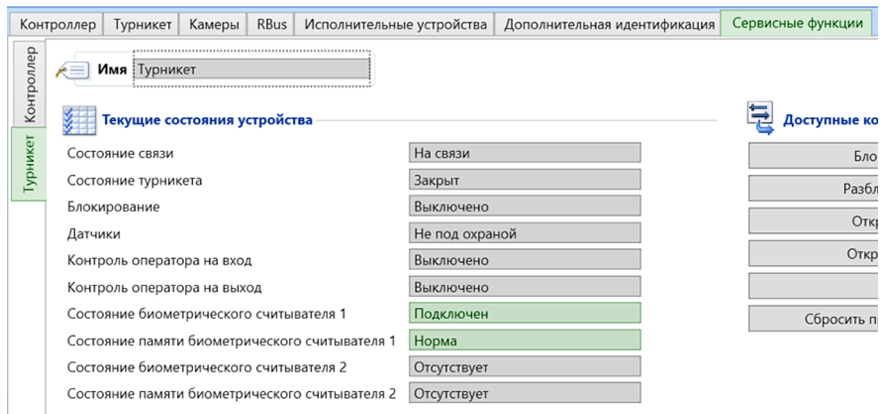 Контроллер Турникет Камеры RBus Исполнительные устройства Дополнительная идентификация Сервисные функции
Контроллер
Турникет
Имя Турникет
Текущие состояния устройства
Состояние связи На связи
Состояние турникета Закрыт
Блокирование Выключено
Датчики Не под охраной
Контроль оператора на вход Выключено
Контроль оператора на выход Выключено
Состояние биометрического считывателя 1 Подключен
Состояние памяти биометрического считывателя 1 Норма
Состояние биометрического считывателя 2 Отсутствует
Состояние памяти биометрического считывателя 2 Отсутствует
Доступные ко
Бло
Разбл
Откр
Откр
Сбросить п